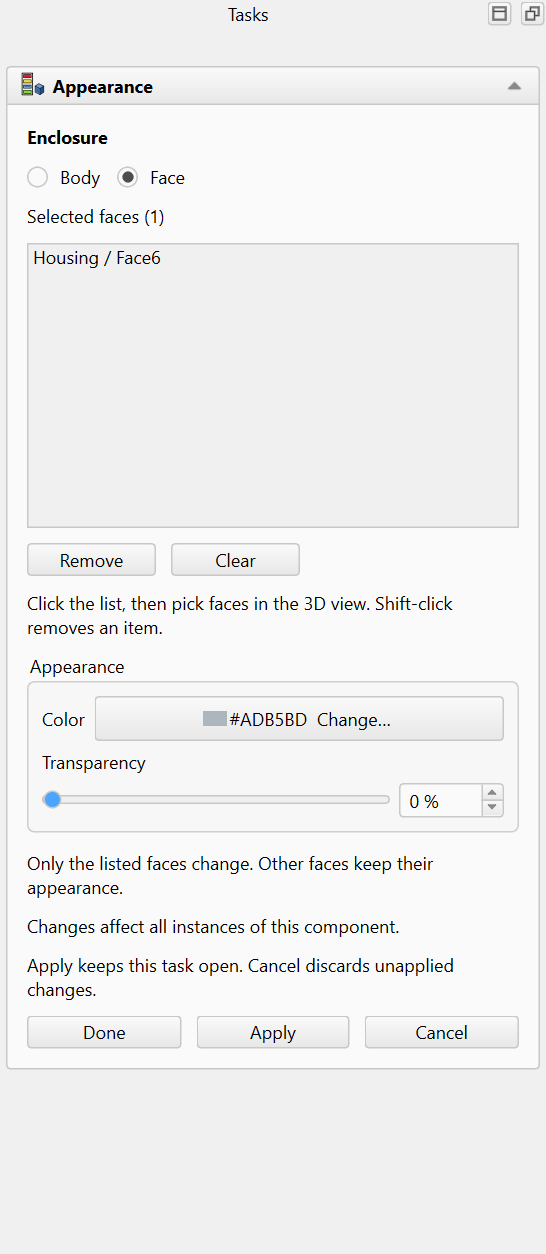 Tasks
Appearance
Enclosure
Body Face
Selected faces (1)
Housing / Face6
Remove Clear
Click the list, then pick faces in the 3D view. Shift-click
removes an item.
Appearance
Color #ADB5BD Change...
Transparency
0 %
Only the listed faces change. Other faces keep their
appearance.
Changes affect all instances of this component.
Apply keeps this task open. Cancel discards unapplied
changes.
Done Apply Cancel